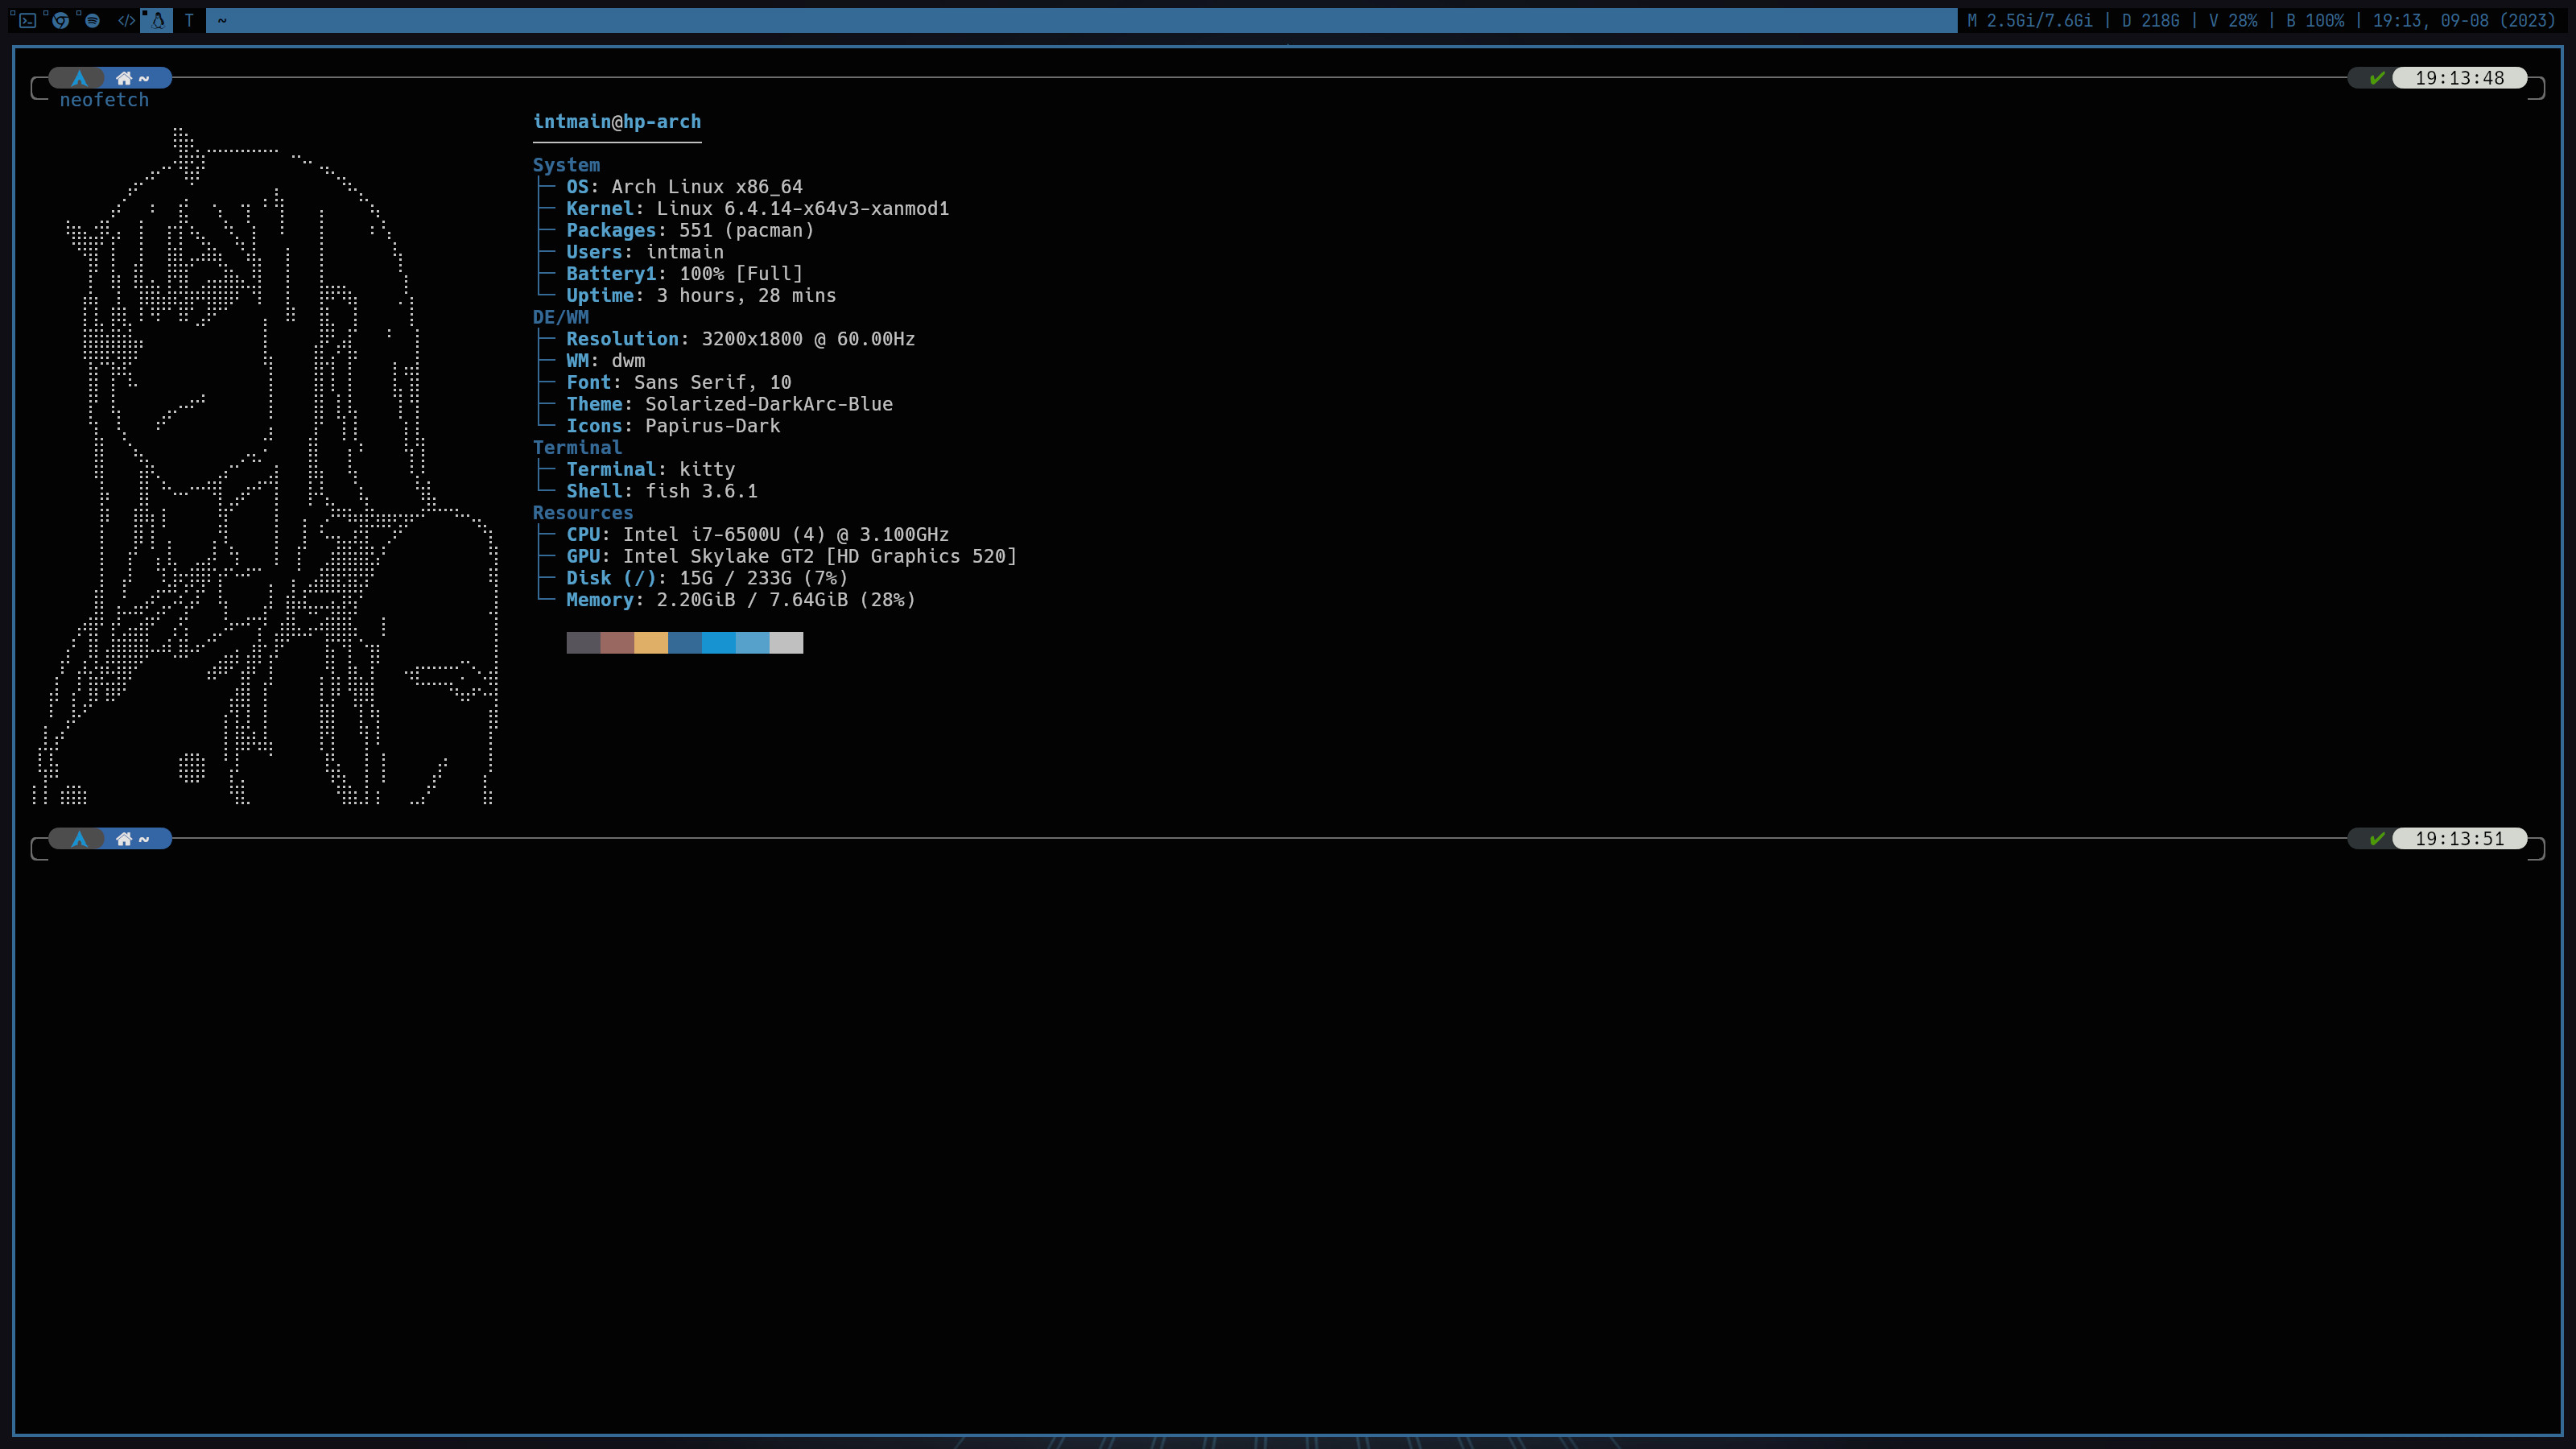 T ~ M 2.5Gi/7.6Gi | D 218G | V 28% | B 100% | 19:13, 09-08 (2023)
~ ✔ 19:13:48
neofetch
intmain@hp-arch
System
OS: Arch Linux x86_64
Kernel: Linux 6.4.14-x64v3-xanmod1
Packages: 551 (pacman)
Users: intmain
Battery1: 100% [Full]
Uptime: 3 hours, 28 mins
DE/WM
Resolution: 3200x1800 @ 60.00Hz
WM: dwm
Font: Sans Serif, 10
Theme: Solarized-DarkArc-Blue
Icons: Papirus-Dark
Terminal
Terminal: kitty
Shell: fish 3.6.1
Resources
CPU: Intel i7-6500U (4) @ 3.100GHz
GPU: Intel Skylake GT2 [HD Graphics 520]
Disk (/): 15G / 233G (7%)
Memory: 2.20GiB / 7.64GiB (28%)
~ ✔ 19:13:51